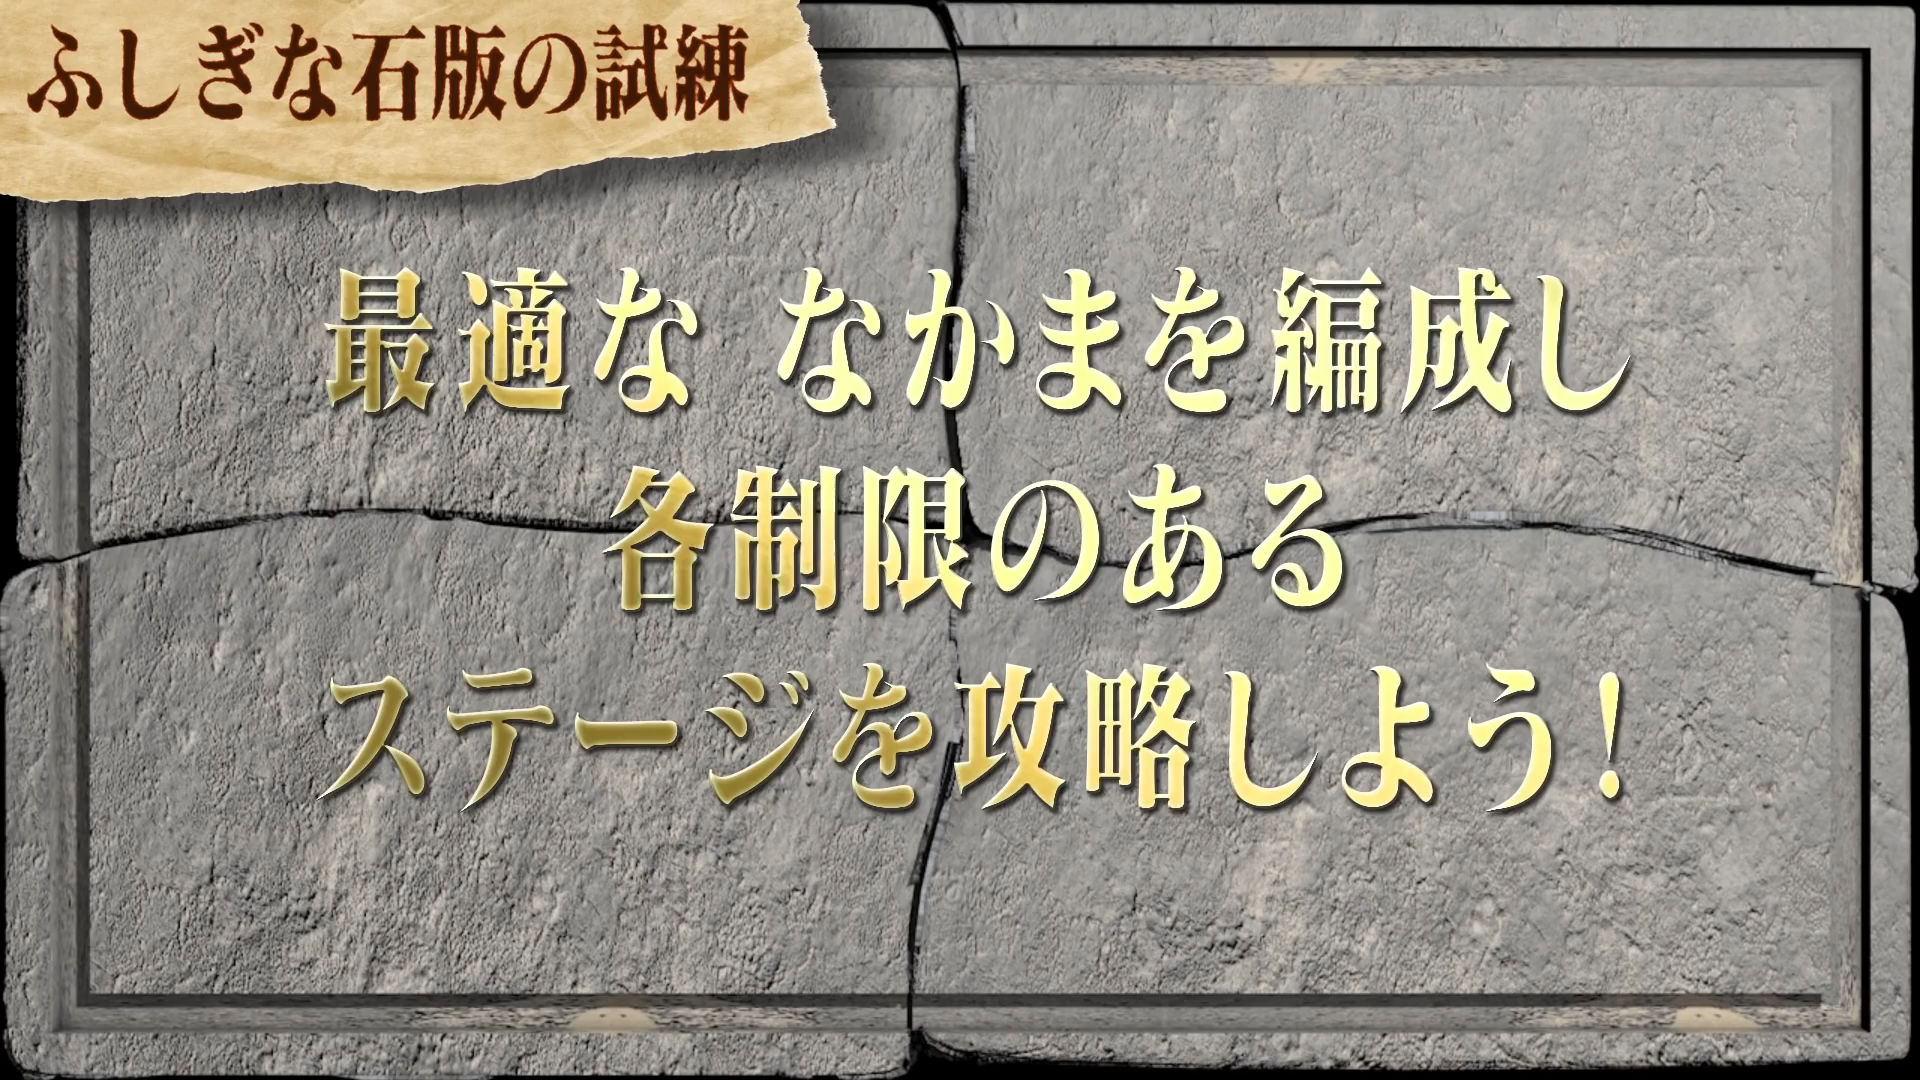 ふしぎな石版の試練
最適な なかまを編成し
各制限のある
ステージを攻略しよう!